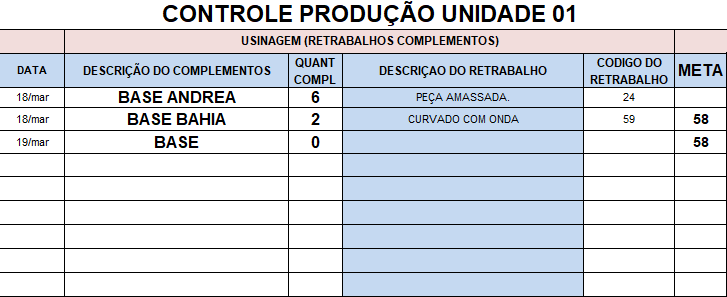 CONTROLE PRODUÇÃO UNIDADE 01
USINAGEM (RETRABALHOS COMPLEMENTOS)
DATA DESCRIÇÃO DO COMPLEMENTOS QUANT COMPL DESCRIÇAO DO RETRABALHO CODIGO DO RETRABALHO META
18/mar BASE ANDREA 6 PEÇA AMASSADA. 24
18/mar BASE BAHIA 2 CURVADO COM ONDA 59 58
19/mar BASE 0 58